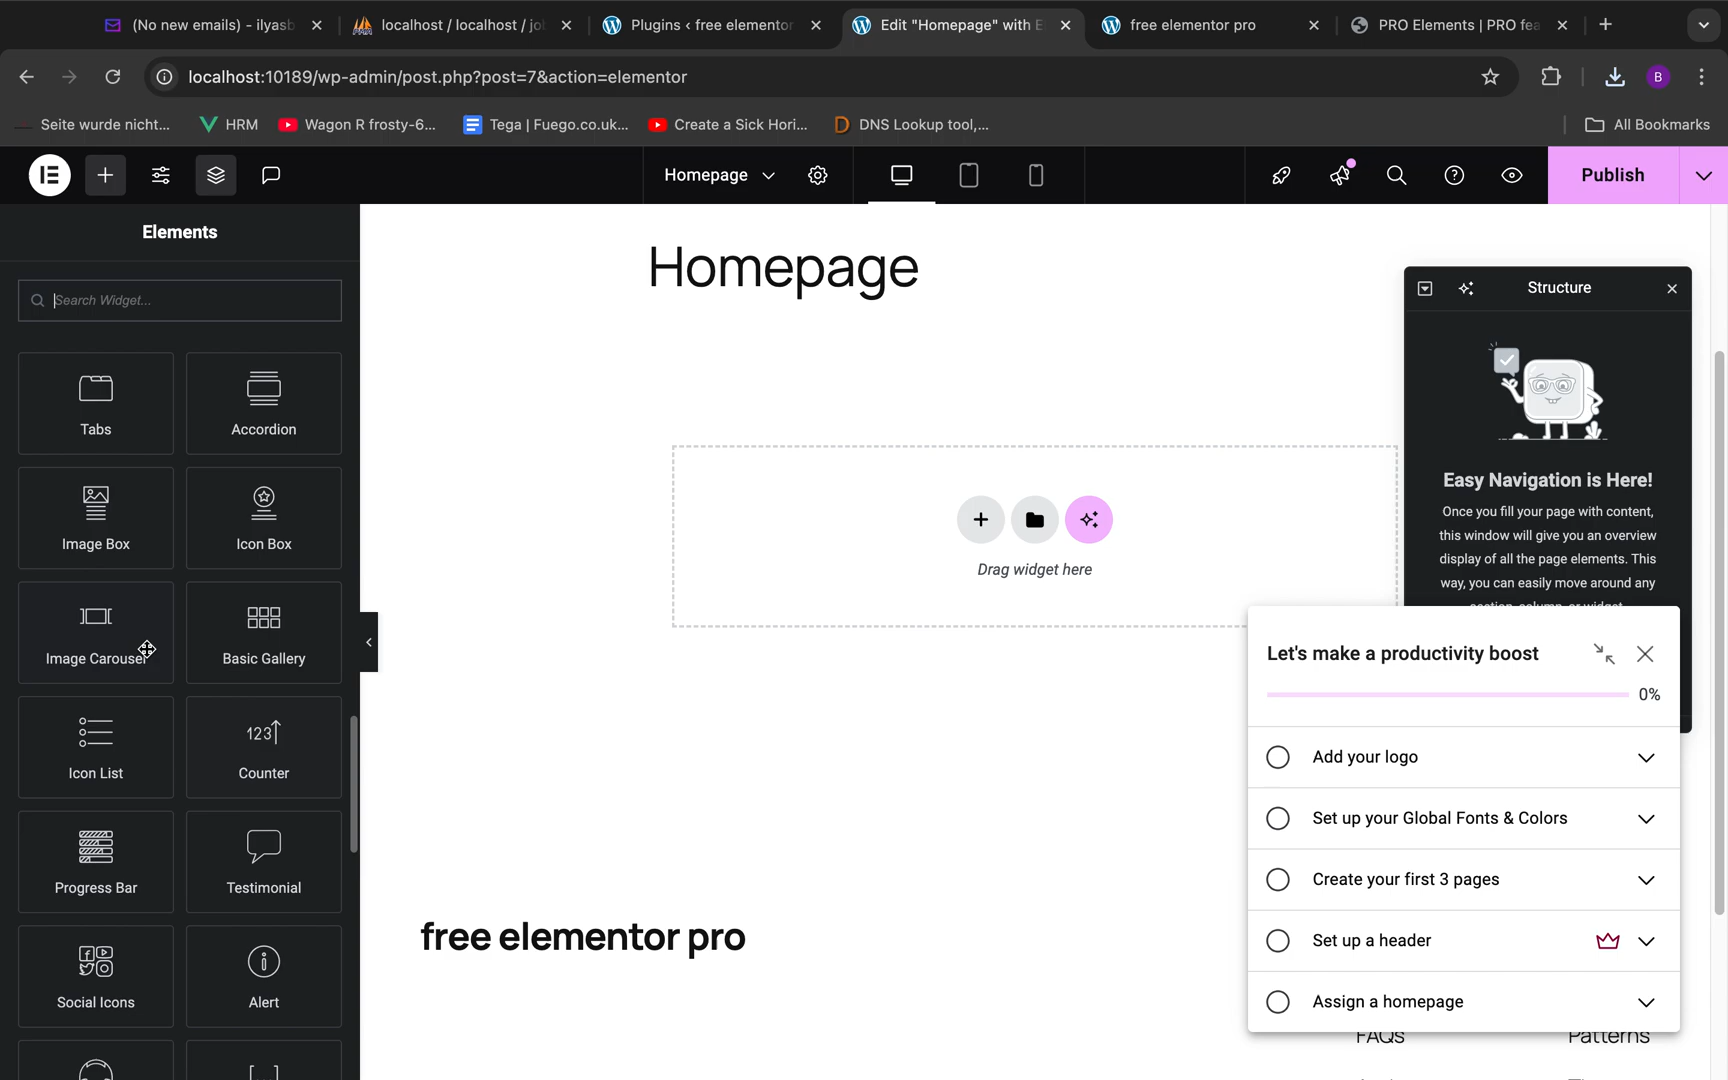 (No new emails) - ilyasb
localhost / localhost / jo
Plugins ‹ free elementor
Edit "Homepage" with E
free elementor pro
PRO Elements | PRO fea
localhost:10189/wp-admin/post.php?post=7&action=elementor
B
Seite wurde nicht...
HRM
Wagon R frosty-6...
Tega | Fuego.co.uk...
Create a Sick Hori...
DNS Lookup tool,...
All Bookmarks
Homepage
Publish
Elements
Search Widget...
Tabs
Accordion
Image Box
Icon Box
Image Carousel
Basic Gallery
Icon List
123
Counter
Progress Bar
Testimonial
Social Icons
Alert
Homepage
Drag widget here
free elementor pro
Structure
Easy Navigation is Here!
Once you fill your page with content,
this window will give you an overview
display of all the page elements. This
way, you can easily move around any
section, column, or widget.
Let's make a productivity boost
0%
Add your logo
Set up your Global Fonts & Colors
Create your first 3 pages
Set up a header
Assign a homepage
FAQs
Patterns